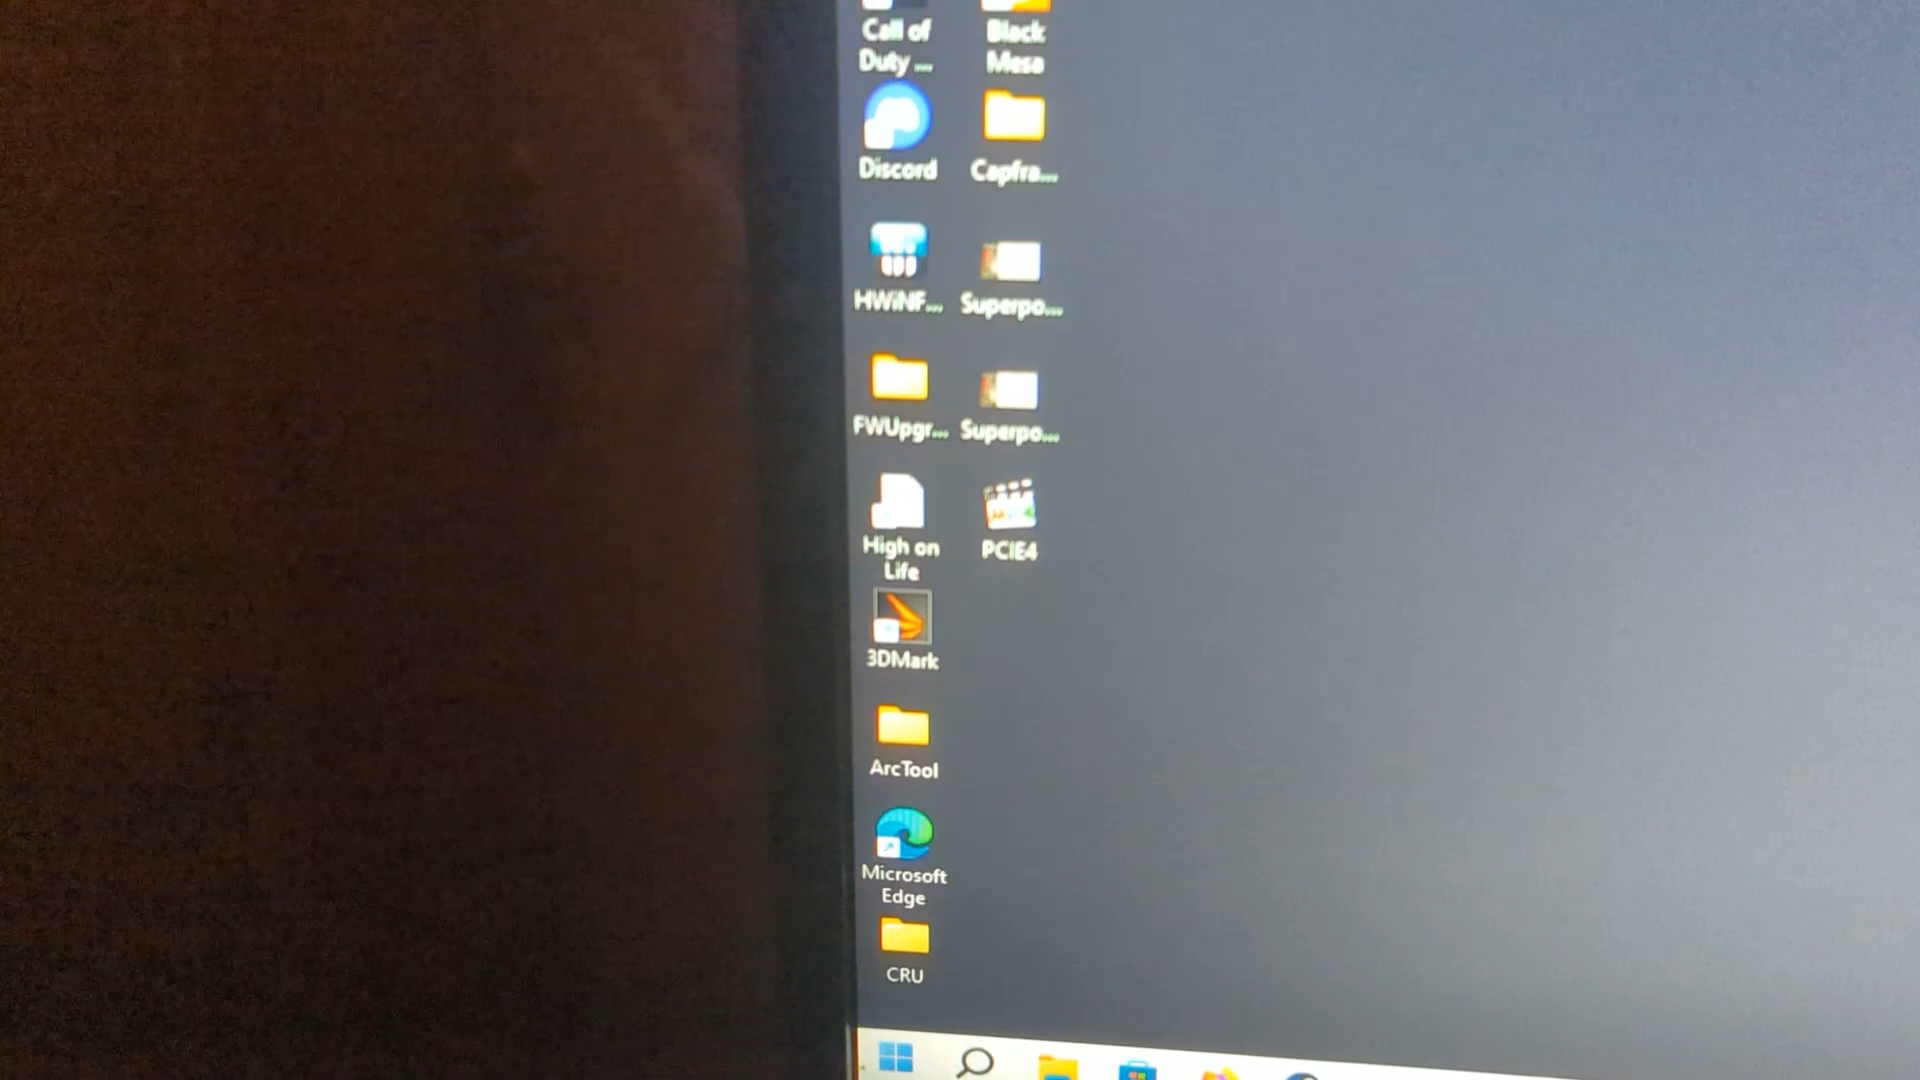 Call of
Duty ...
Black
Mesa
Discord
Capfra...
HWiNF...
Superpo...
FWUpgr...
Superpo...
High on
Life
PCIE4
3DMark
ArcTool
Microsoft
Edge
CRU